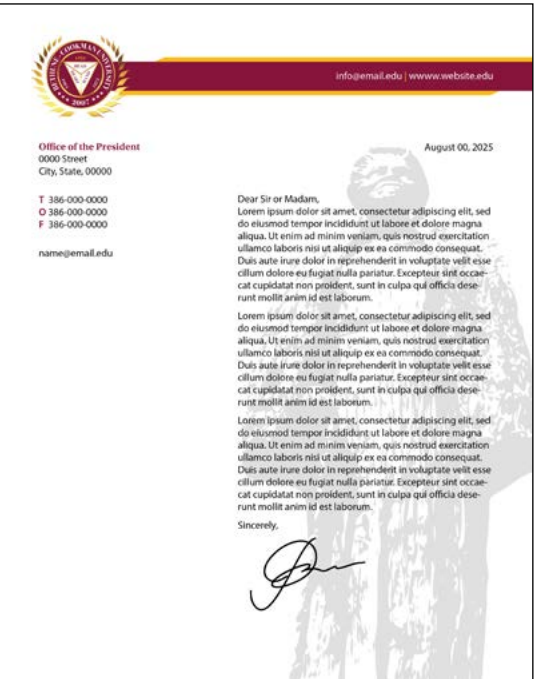 BETHUNE-COOKMAN UNIVERSITY
2007
info@email.edu | wwww.website.edu
Office of the President
0000 Street
City, State, 00000
T 386-000-0000
O 386-000-0000
F 386-000-0000
name@email.edu
August 00, 2025
Dear Sir or Madam,
Lorem ipsum dolor sit amet, consectetur adipiscing elit, sed
do eiusmod tempor incididunt ut labore et dolore magna
aliqua. Ut enim ad minim veniam, quis nostrud exercitation
ullamco laboris nisi ut aliquip ex ea commodo consequat.
Duis aute irure dolor in reprehenderit in voluptate velit esse
cillum dolore eu fugiat nulla pariatur. Excepteur sint occae-
cat cupidatat non proident, sunt in culpa qui officia dese-
runt mollit anim id est laborum.
Lorem ipsum dolor sit amet, consectetur adipiscing elit, sed
do eiusmod tempor incididunt ut labore et dolore magna
aliqua. Ut enim ad minim veniam, quis nostrud exercitation
ullamco laboris nisi ut aliquip ex ea commodo consequat.
Duis aute irure dolor in reprehenderit in voluptate velit esse
cillum dolore eu fugiat nulla pariatur. Excepteur sint occae-
cat cupidatat non proident, sunt in culpa qui officia dese-
runt mollit anim id est laborum.
Lorem ipsum dolor sit amet, consectetur adipiscing elit, sed
do eiusmod tempor incididunt ut labore et dolore magna
aliqua. Ut enim ad minim veniam, quis nostrud exercitation
ullamco laboris nisi ut aliquip ex ea commodo consequat.
Duis aute irure dolor in reprehenderit in voluptate velit esse
cillum dolore eu fugiat nulla pariatur. Excepteur sint occae-
cat cupidatat non proident, sunt in culpa qui officia dese-
runt mollit anim id est laborum.
Sincerely,